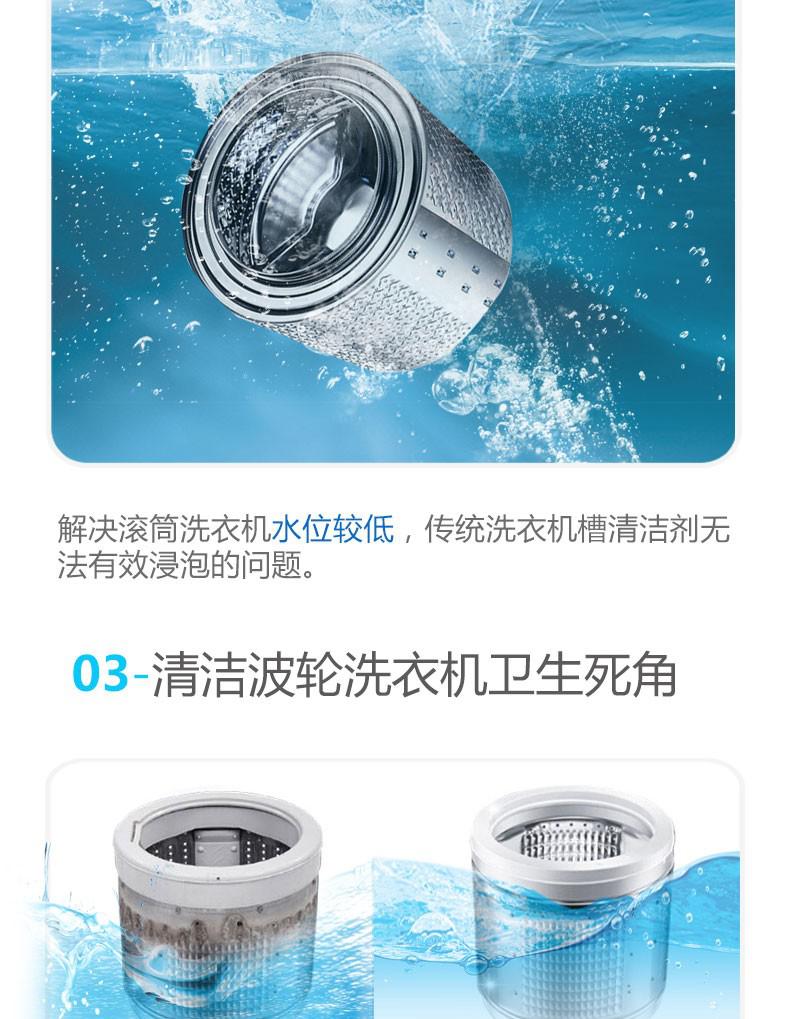 解决滚筒洗衣机水位较低，传统洗衣机槽清洁剂无
法有效浸泡的问题。
03-清洁波轮洗衣机卫生死角